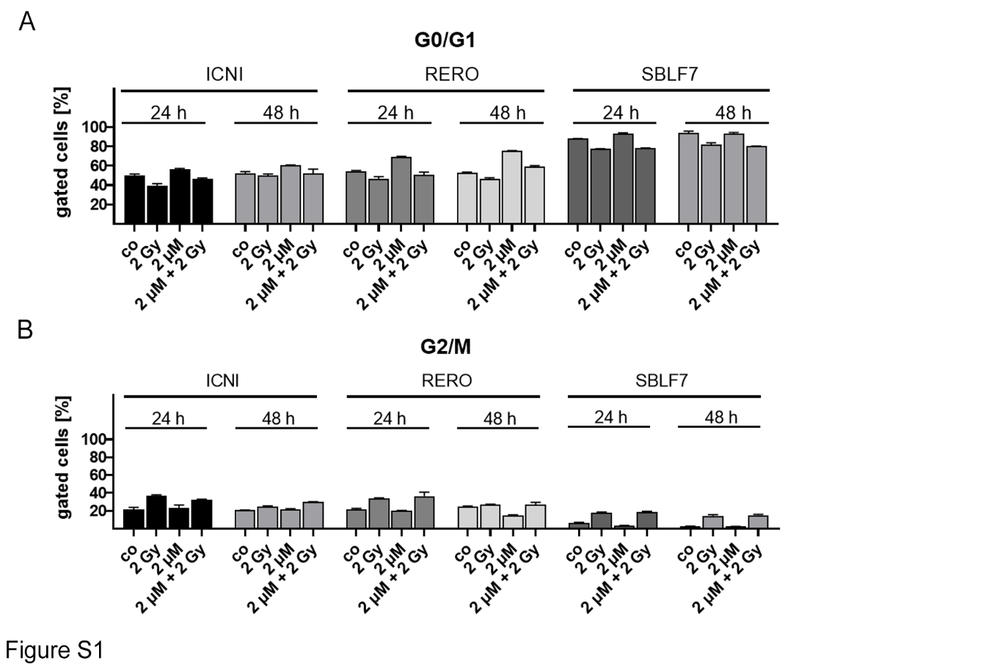 A
G0/G1
ICNI RERO SBLF7
24 h 48 h 24 h 48 h 24 h 48 h
gated cells [%]
100
80
60
40
20
co 2 Gy 2 µM 2 µM + 2 Gy co 2 Gy 2 µM 2 µM + 2 Gy co 2 Gy 2 µM 2 µM + 2 Gy co 2 Gy 2 µM 2 µM + 2 Gy co 2 Gy 2 µM 2 µM + 2 Gy co 2 Gy 2 µM 2 µM + 2 Gy
B
G2/M
ICNI RERO SBLF7
24 h 48 h 24 h 48 h 24 h 48 h
gated cells [%]
100
80
60
40
20
co 2 Gy 2 µM 2 µM + 2 Gy co 2 Gy 2 µM 2 µM + 2 Gy co 2 Gy 2 µM 2 µM + 2 Gy co 2 Gy 2 µM 2 µM + 2 Gy co 2 Gy 2 µM 2 µM + 2 Gy co 2 Gy 2 µM 2 µM + 2 Gy
Figure S1